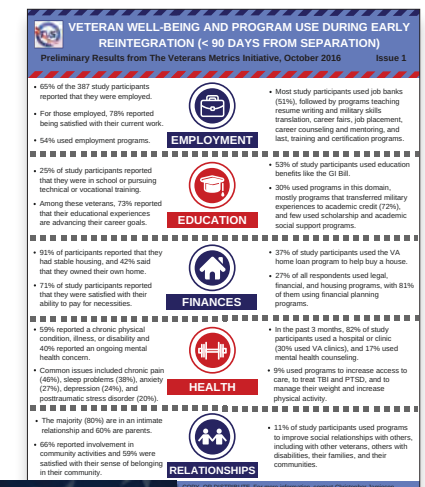 VETERAN WELL-BEING AND PROGRAM USE DURING EARLY
REINTEGRATION (< 90 DAYS FROM SEPARATION)
Preliminary Results from The Veterans Metrics Initiative, October 2016 Issue 1
• 65% of the 387 study participants
reported that they were employed.
• For those employed, 78% reported
being satisfied with their current work.
• 54% used employment programs.
EMPLOYMENT
• Most study participants used job banks
(51%), followed by programs teaching
resume writing and military skills
translation, career fairs, job placement,
career counseling and mentoring, and
last, training and certification programs.
• 25% of study participants reported
that they were in school or pursuing
technical or vocational training.
• Among these veterans, 73% reported
that their educational experiences
are advancing their career goals.
EDUCATION
• 53% of study participants used education
benefits like the GI Bill.
• 30% used programs in this domain,
mostly programs that transferred military
experiences to academic credit (72%),
and few used scholarship and academic
social support programs.
• 91% of participants reported that they
had stable housing, and 42% said
that they owned their own home.
• 71% of study participants reported
that they were satisfied with their
ability to pay for necessities.
FINANCES
• 37% of study participants used the VA
home loan program to help buy a house.
• 27% of all respondents used legal,
financial, and housing programs, with 81%
of them using financial planning
programs.
• 59% reported a chronic physical
condition, illness, or disability and
40% reported an ongoing mental
health concern.
• Common issues included chronic pain
(46%), sleep problems (38%), anxiety
(27%), depression (24%), and
posttraumatic stress disorder (20%).
HEALTH
• In the past 3 months, 82% of study
participants used a hospital or clinic
(30% used VA clinics), and 17% used
mental health counseling.
• 9% used programs to increase access to
care, to treat TBI and PTSD, and to
manage their weight and increase
physical activity.
• The majority (80%) are in an intimate
relationship and 60% are parents.
• 66% reported involvement in
community activities and 59% were
satisfied with their sense of belonging
in their community.
RELATIONSHIPS
• 11% of study participants used programs
to improve social relationships with others,
including with other veterans, others with
disabilities, their families, and their
communities.